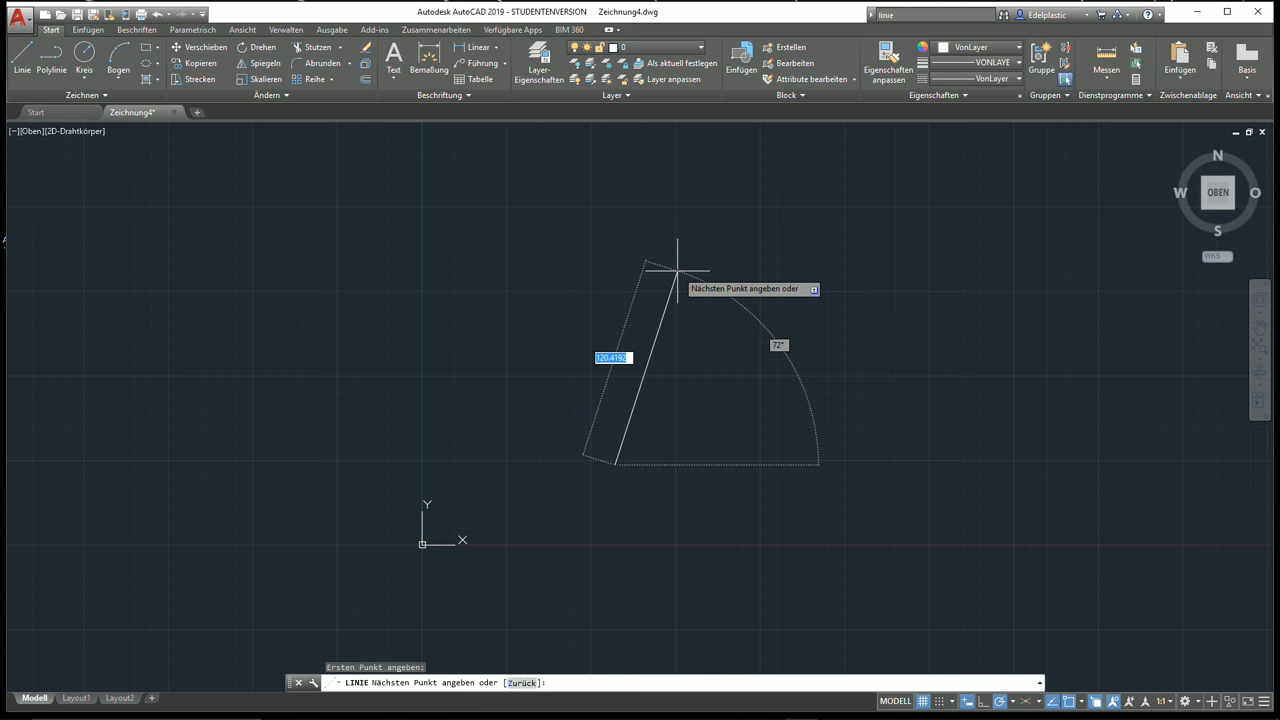 Autodesk AutoCAD 2019 - STUDENTENVERSION Zeichnung4.dwg
linie
Edelplastic
Start Einfügen Beschriften Parametrisch Ansicht Verwalten Ausgabe Add-ins Zusammenarbeiten Verfügbare Apps BIM 360
Linie Polylinie Kreis Bogen
Verschieben Drehen Stutzen
Kopieren Spiegeln Abrunden
Strecken Skalieren Reihe
Text Bemaßung
Linear
Führung
Tabelle
Layer-
Eigenschaften
0
Als aktuell festlegen
Layer anpassen
Einfügen
Erstellen
Bearbeiten
Attribute bearbeiten
Eigenschaften
anpassen
VonLayer
VONLAYE
VonLayer
Gruppe
Messen
Einfügen
Basis
Zeichnen Ändern Beschriftung Layer Block Eigenschaften Gruppen Dienstprogramme Zwischenablage Ansicht
Start Zeichnung4*
[−][Oben][2D-Drahtkörper]
N
W OBEN O
S
WKS
Nächsten Punkt angeben oder
72°
120.4192
Y
X
Ersten Punkt angeben:
LINIE Nächsten Punkt angeben oder [Zurück]:
Modell Layout1 Layout2 +
MODELL 1:1